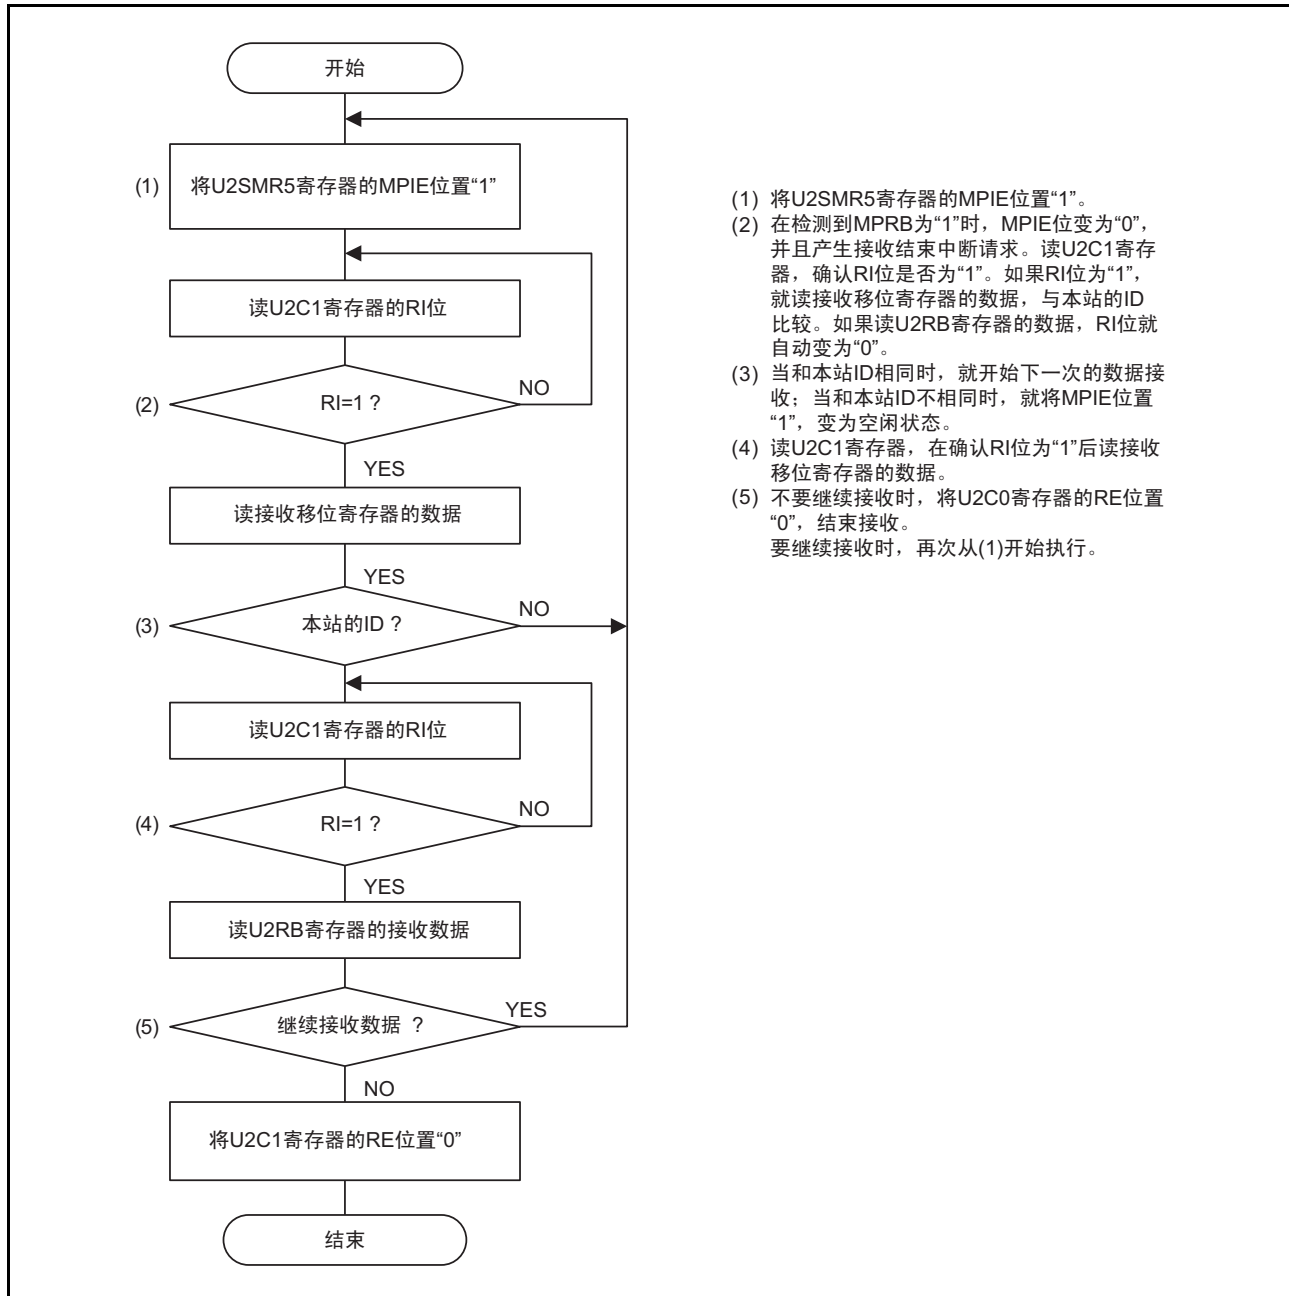 开始
(1) 将U2SMR5寄存器的MPIE位置“1”
读U2C1寄存器的RI位
(2) RI=1 ?
NO
YES
读接收移位寄存器的数据
YES
(3) 本站的ID ?
NO
读U2C1寄存器的RI位
(4) RI=1 ?
NO
YES
读U2RB寄存器的接收数据
(5) 继续接收数据 ?
YES
NO
将U2C1寄存器的RE位置“0”
结束
(1) 将U2SMR5寄存器的MPIE位置“1”。
(2) 在检测到MPRB为“1”时，MPIE位变为“0”，
并且产生接收结束中断请求。读U2C1寄存
器，确认RI位是否为“1”。如果RI位为“1”，
就读接收移位寄存器的数据，与本站的ID
比较。如果读U2RB寄存器的数据，RI位就
自动变为“0”。
(3) 当和本站ID相同时，就开始下一次的数据接
收；当和本站ID不相同时，就将MPIE位置
“1”，变为空闲状态。
(4) 读U2C1寄存器，在确认RI位为“1”后读接收
移位寄存器的数据。
(5) 不要继续接收时，将U2C0寄存器的RE位置
“0”，结束接收。
要继续接收时，再次从(1)开始执行。